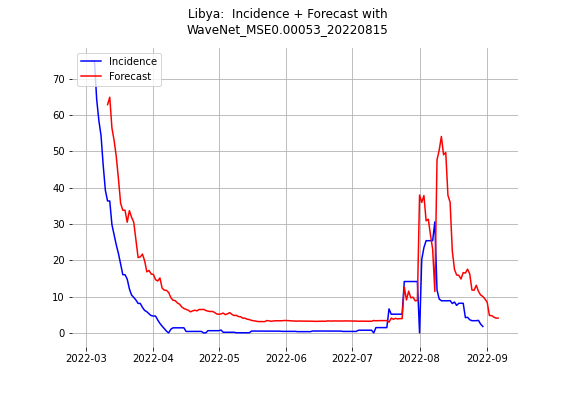 Libya:  Incidence + Forecast with
WaveNet_MSE0.00053_20220815
Incidence
Forecast
70
60
50
40
30
20
10
0
2022-03 2022-04 2022-05 2022-06 2022-07 2022-08 2022-09